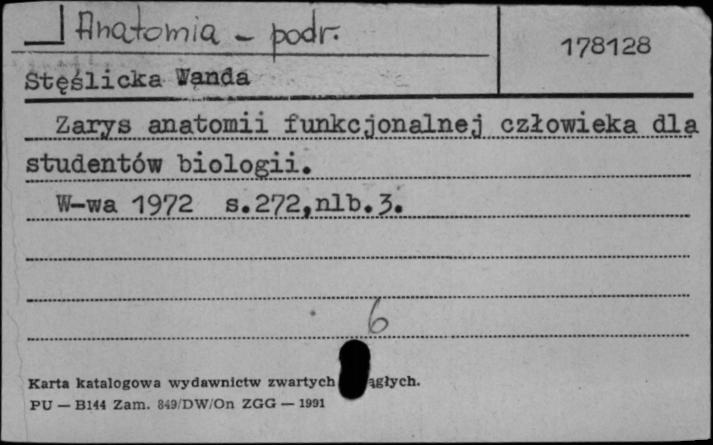 Anatomia - podr.
178128
Stęślicka Wanda
Zarys anatomii funkcjonalnej człowieka dla
studentów biologii.
W-wa 1972 s.272,nlb.3.
6
Karta katalogowa wydawnictw zwartych
PU — B144 Zam. 849/DW/On ZGG — 1991